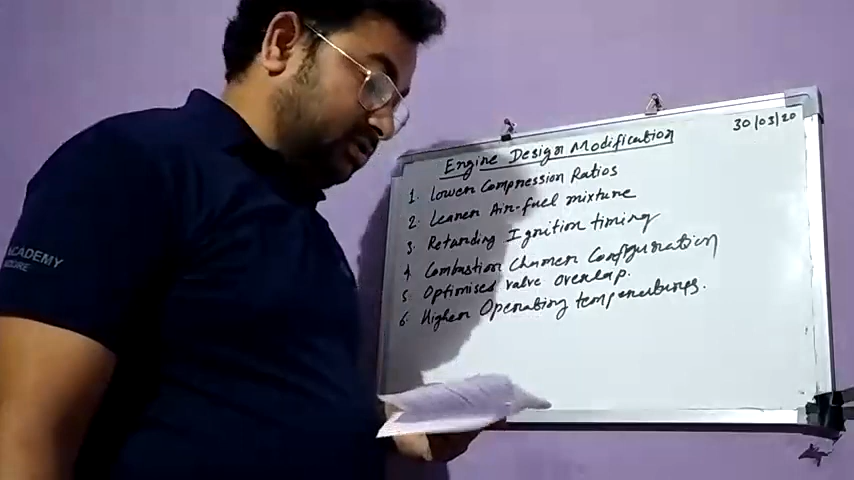 Engine Design Modification
30/03/20
1. Lower Compression Ratios
2. Leaner Air-fuel mixture
3. Retarding Ignition timing
4 Combustion Chamer Configuration
5 Optimised valve overlap.
6. Higher Operating temperatures.
ACADEMY